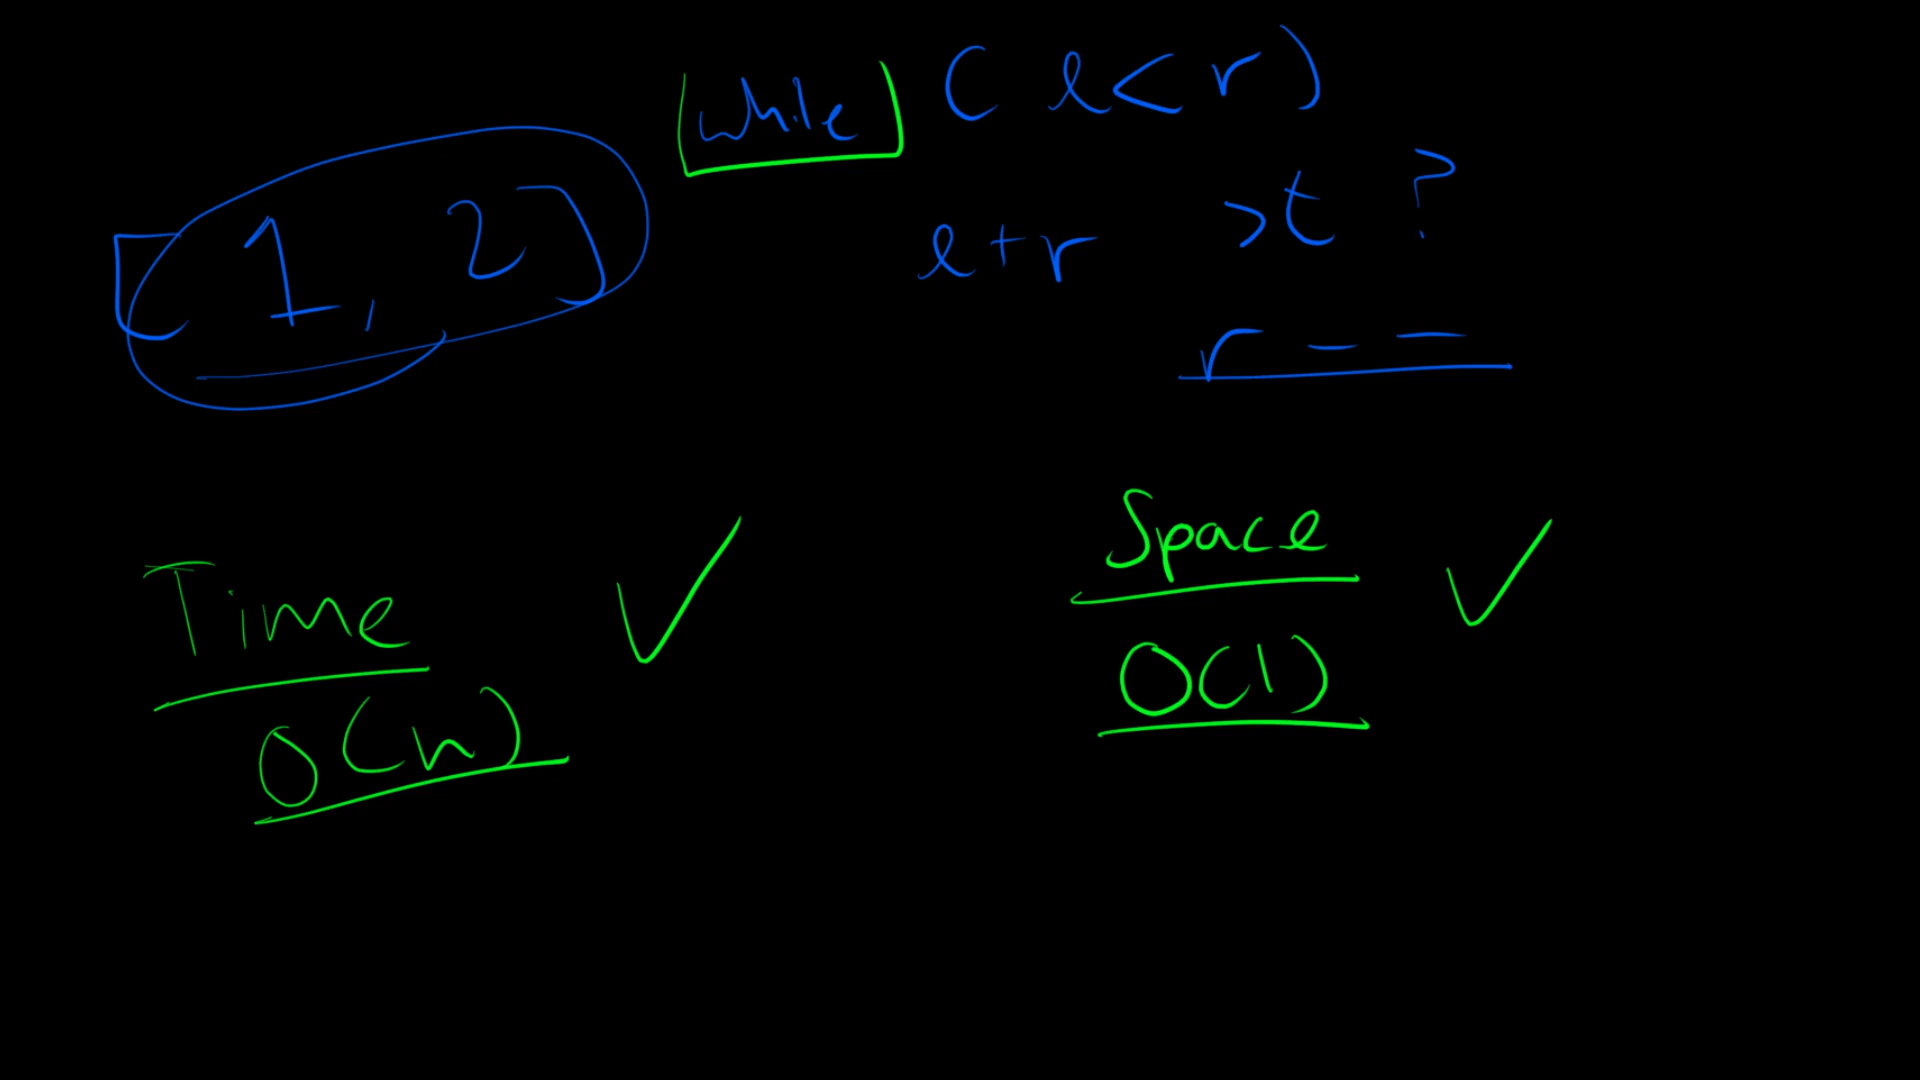 while ( l < r )
[ 1, 2 ]
l + r > t ?
r - -
Time
O(n)
Space
O(1)